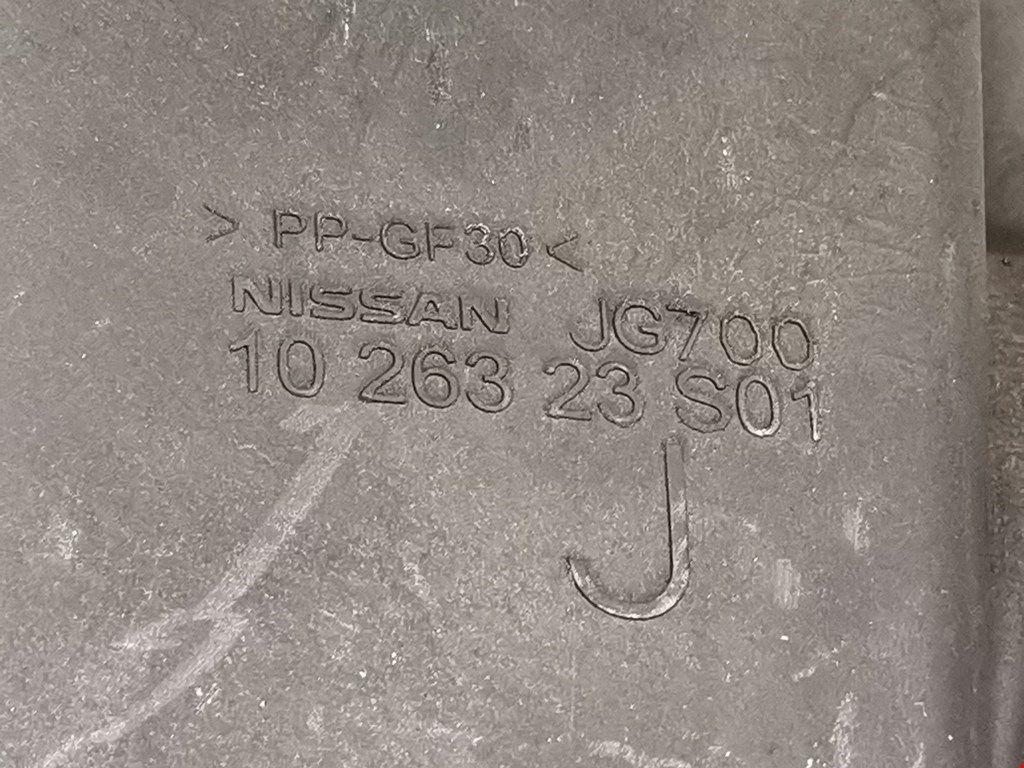 > PP-GF30 <
NISSAN JG700
10 263 23 S01
J